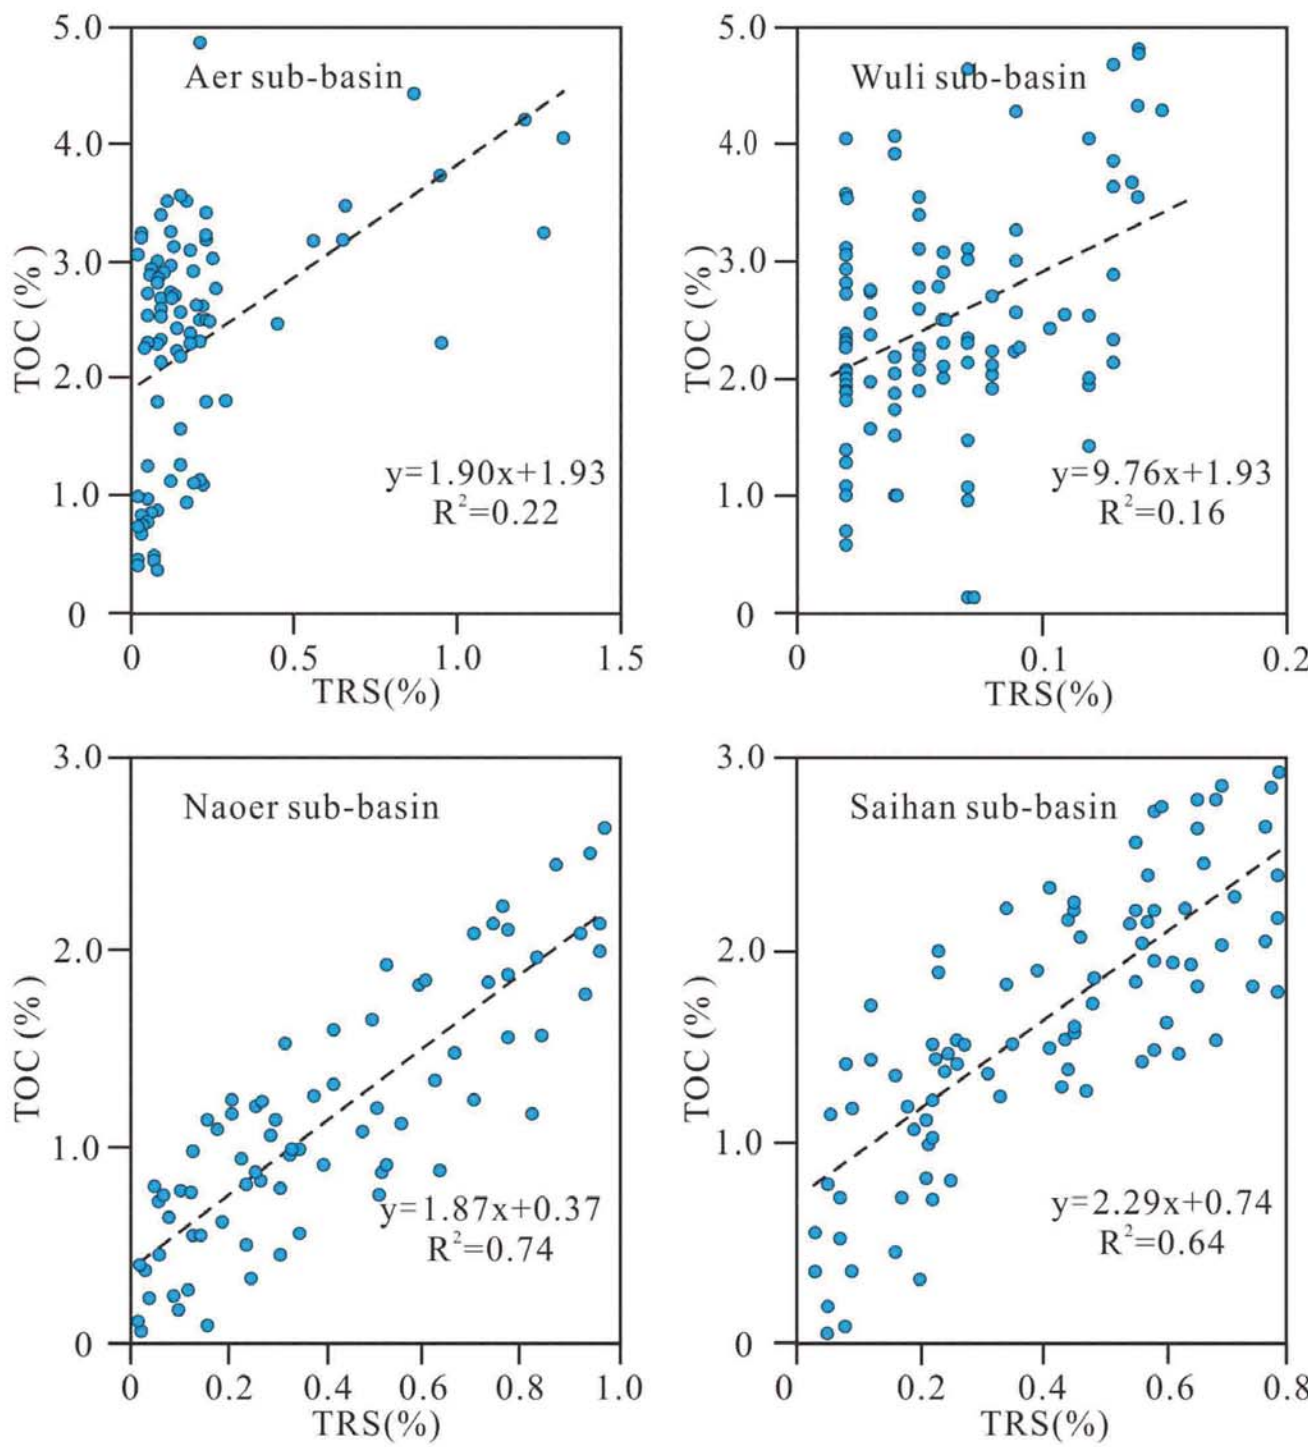 5.0
4.0
3.0
2.0
1.0
0
TOC (%)
Aer sub-basin
y=1.90x+1.93
R²=0.22
0 0.5 1.0 1.5
TRS(%)
5.0
4.0
3.0
2.0
1.0
0
TOC (%)
Wuli sub-basin
y=9.76x+1.93
R²=0.16
0 0.1 0.2
TRS(%)
3.0
2.0
1.0
0
TOC (%)
Naoer sub-basin
y=1.87x+0.37
R²=0.74
0 0.2 0.4 0.6 0.8 1.0
TRS(%)
3.0
2.0
1.0
0
TOC (%)
Saihan sub-basin
y=2.29x+0.74
R²=0.64
0 0.2 0.4 0.6 0.8
TRS(%)